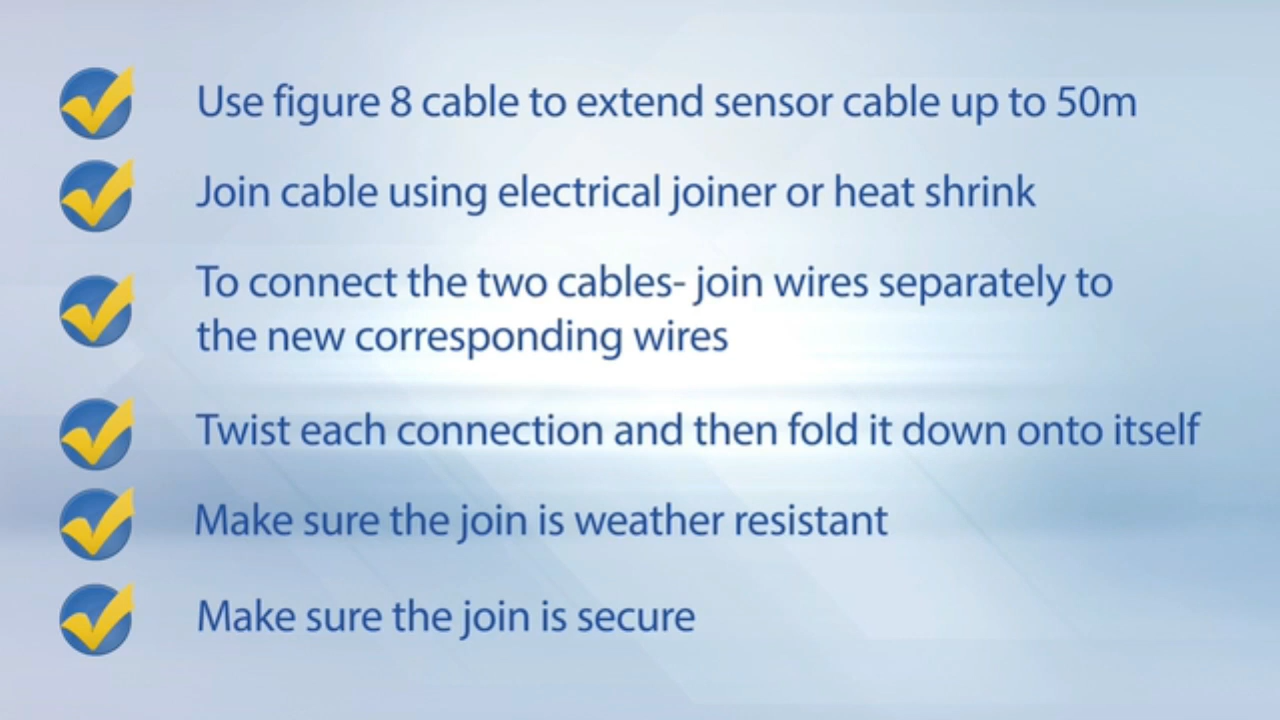 Use figure 8 cable to extend sensor cable up to 50m
Join cable using electrical joiner or heat shrink
To connect the two cables- join wires separately to
the new corresponding wires
Twist each connection and then fold it down onto itself
Make sure the join is weather resistant
Make sure the join is secure